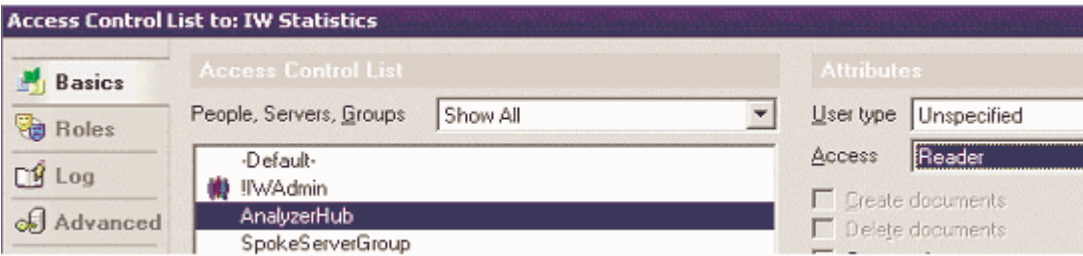 Access Control List to: IW Statistics
Basics
Roles
Log
Advanced
Access Control List
People, Servers, Groups Show All
-Default-
!IWAdmin
AnalyzerHub
SpokeServerGroup
Attributes
User type Unspecified
Access Reader
Create documents
Delete documents